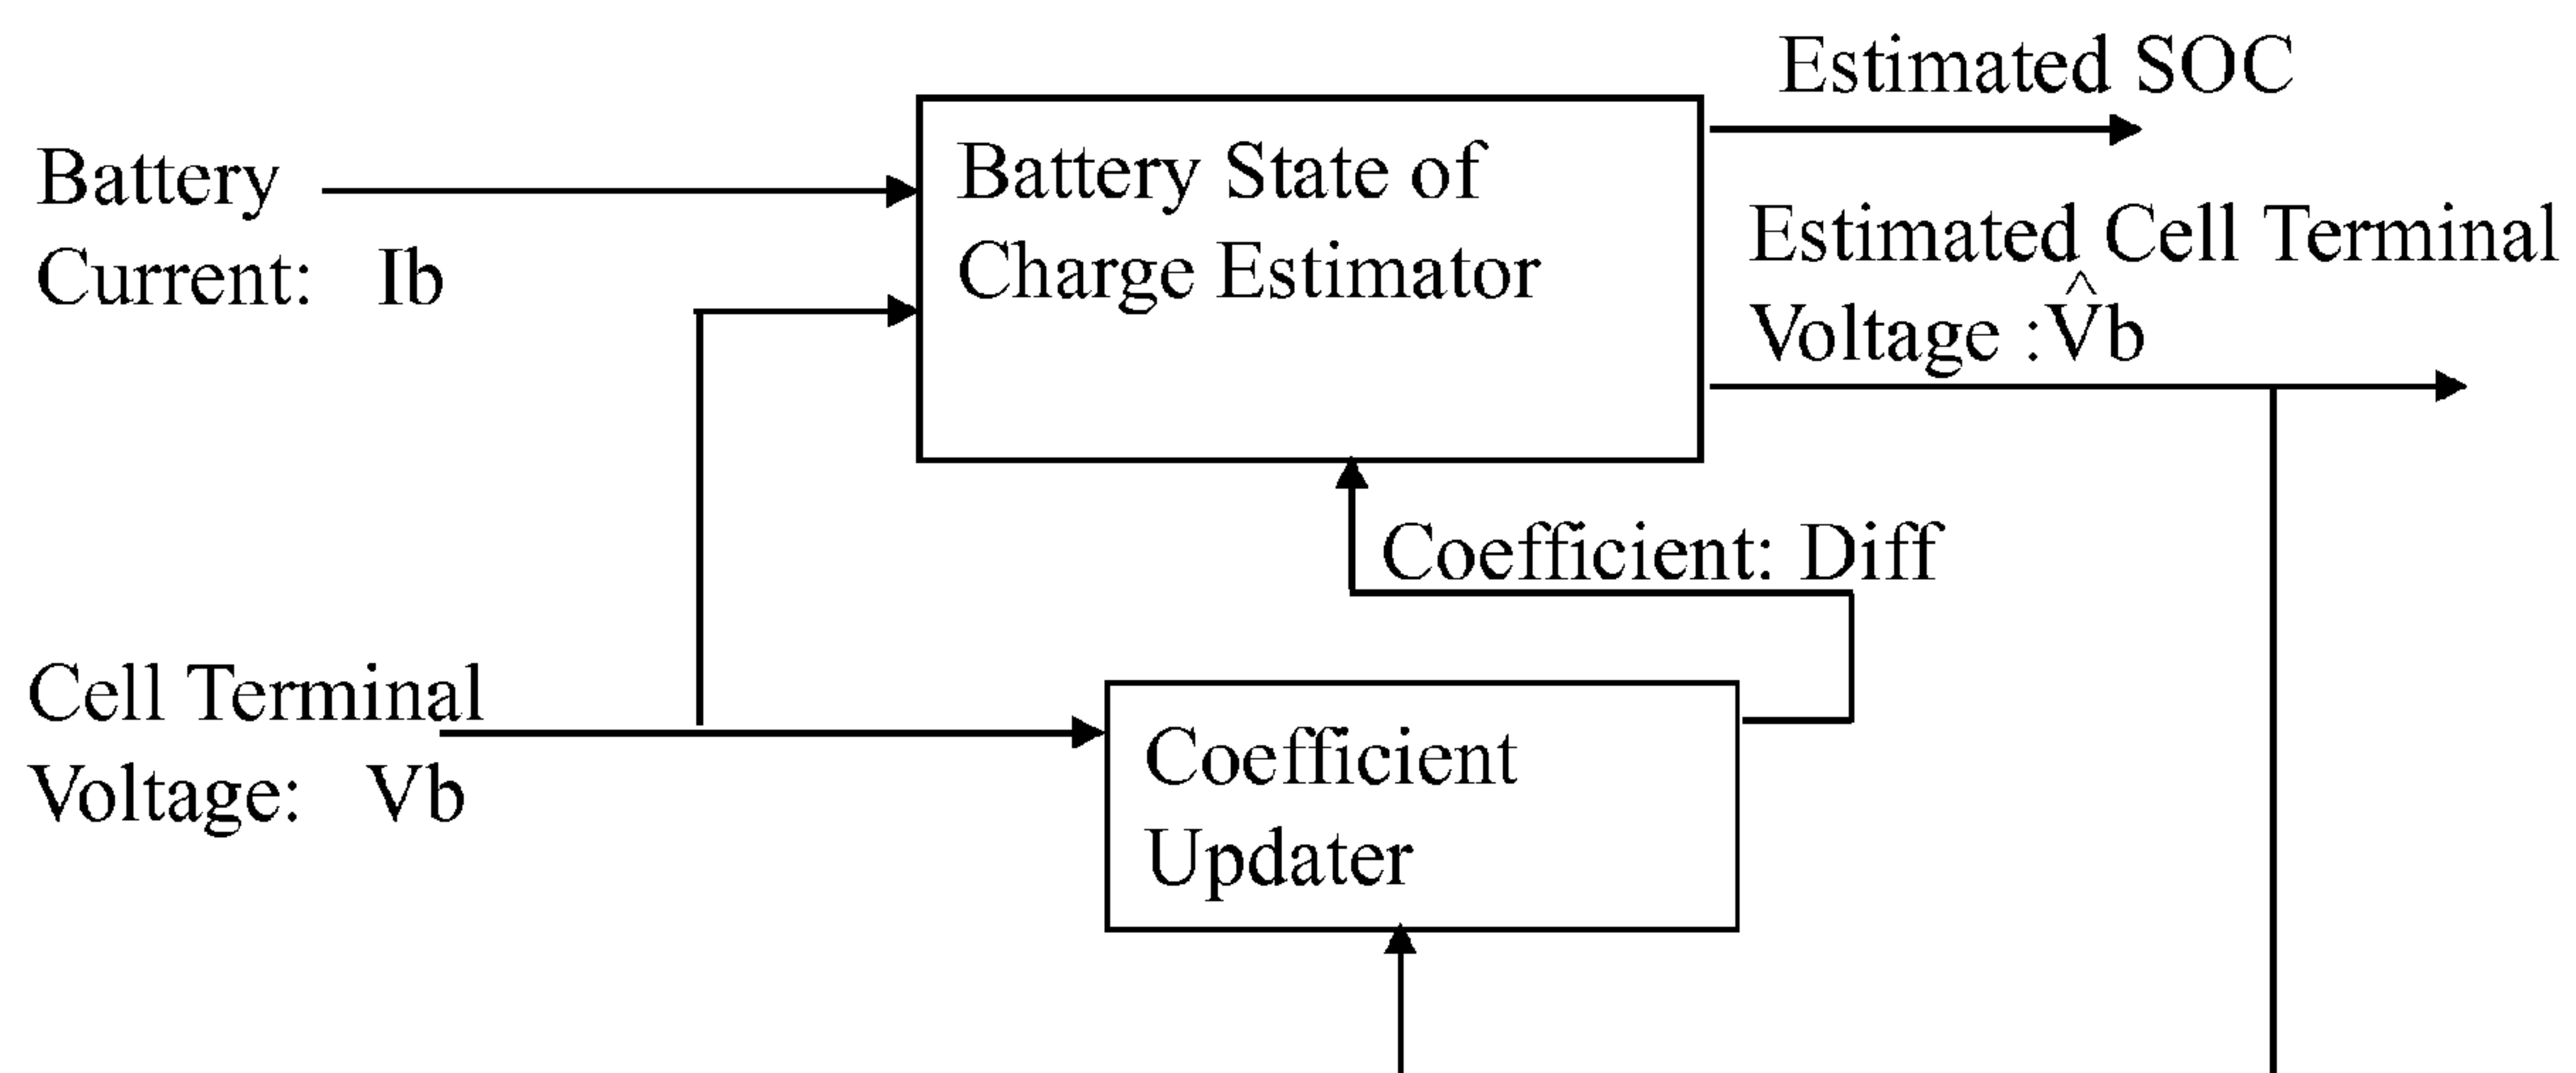 Estimated SOC
Battery
Current: Ib
Battery State of
Charge Estimator
Estimated Cell Terminal
Voltage :V̂b
Coefficient: Diff
Cell Terminal
Voltage: Vb
Coefficient
Updater